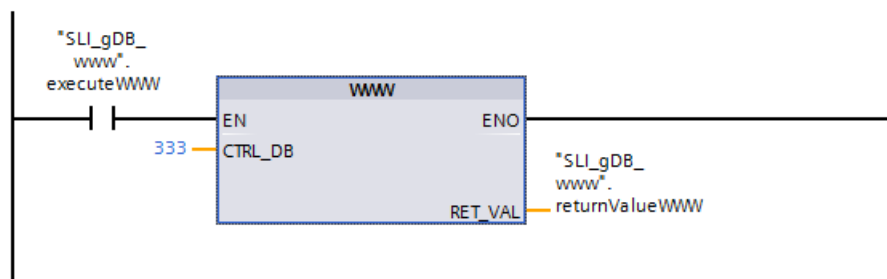 "SLI_gDB_
www".
executeWWW
WWW
EN
ENO
333
CTRL_DB
"SLI_gDB_
www".
RET_VAL
returnValueWWW